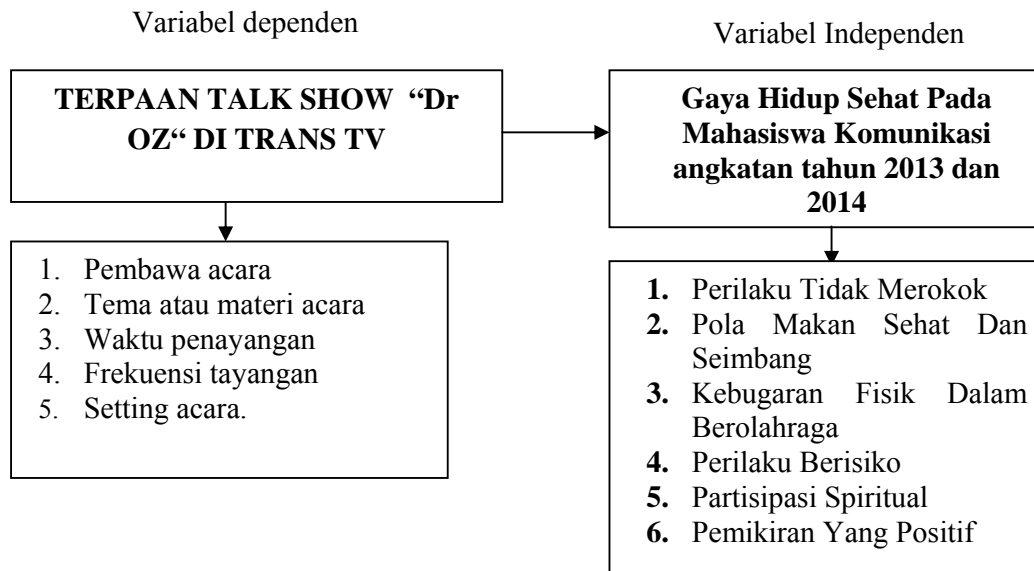 Variabel dependen
TERPAAN TALK SHOW “Dr
OZ“ DI TRANS TV
1. Pembawa acara
2. Tema atau materi acara
3. Waktu penayangan
4. Frekuensi tayangan
5. Setting acara.
Variabel Independen
Gaya Hidup Sehat Pada
Mahasiswa Komunikasi
angkatan tahun 2013 dan
2014
1. Perilaku Tidak Merokok
2. Pola Makan Sehat Dan
Seimbang
3. Kebugaran Fisik Dalam
Berolahraga
4. Perilaku Berisiko
5. Partisipasi Spiritual
6. Pemikiran Yang Positif